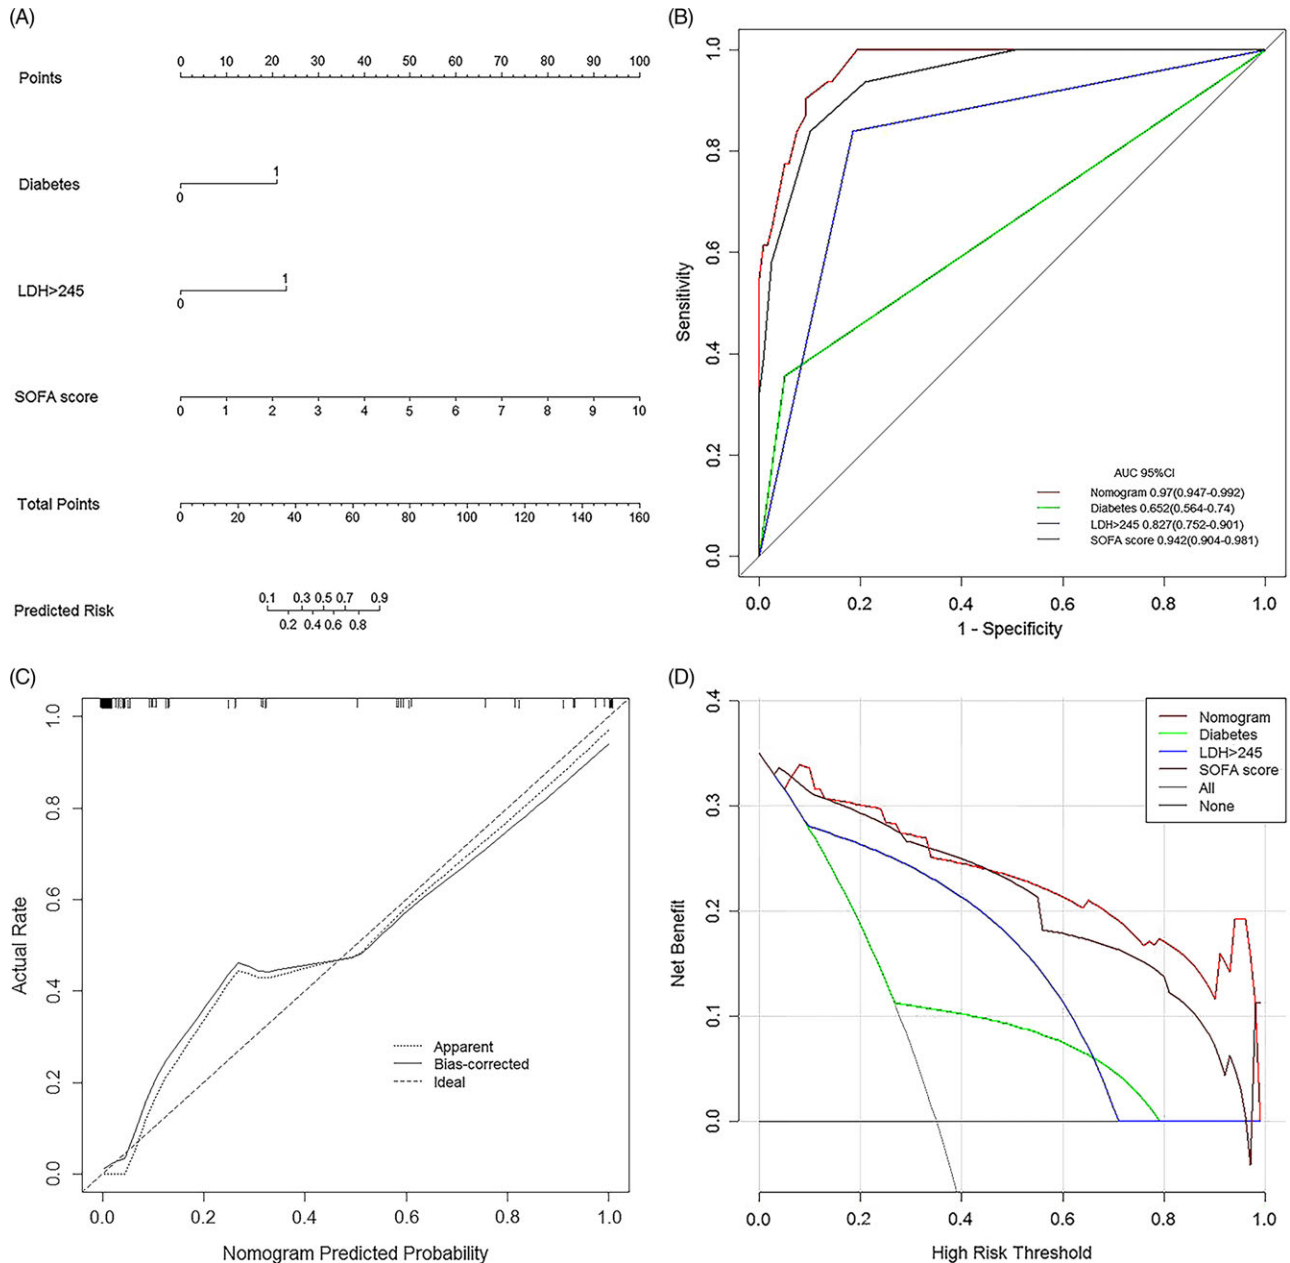 (A)
Points
0 10 20 30 40 50 60 70 80 90 100
Diabetes
1
0
LDH>245
1
0
SOFA score
0 1 2 3 4 5 6 7 8 9 10
Total Points
0 20 40 60 80 100 120 140 160
Predicted Risk
0.1 0.3 0.5 0.7 0.9
0.2 0.4 0.6 0.8
(B)
Sensitivity
1.0
0.8
0.6
0.4
0.2
0.0
AUC 95%CI
Nomogram 0.97(0.947-0.992)
Diabetes 0.652(0.564-0.74)
LDH>245 0.827(0.752-0.901)
SOFA score 0.942(0.904-0.981)
0.0 0.2 0.4 0.6 0.8 1.0
1 - Specificity
(C)
Actual Rate
1.0
0.8
0.6
0.4
0.2
0.0
Apparent
Bias-corrected
Ideal
0.0 0.2 0.4 0.6 0.8 1.0
Nomogram Predicted Probability
(D)
Net Benefit
0.4
0.3
0.2
0.1
0.0
Nomogram
Diabetes
LDH>245
SOFA score
All
None
0.0 0.2 0.4 0.6 0.8 1.0
High Risk Threshold